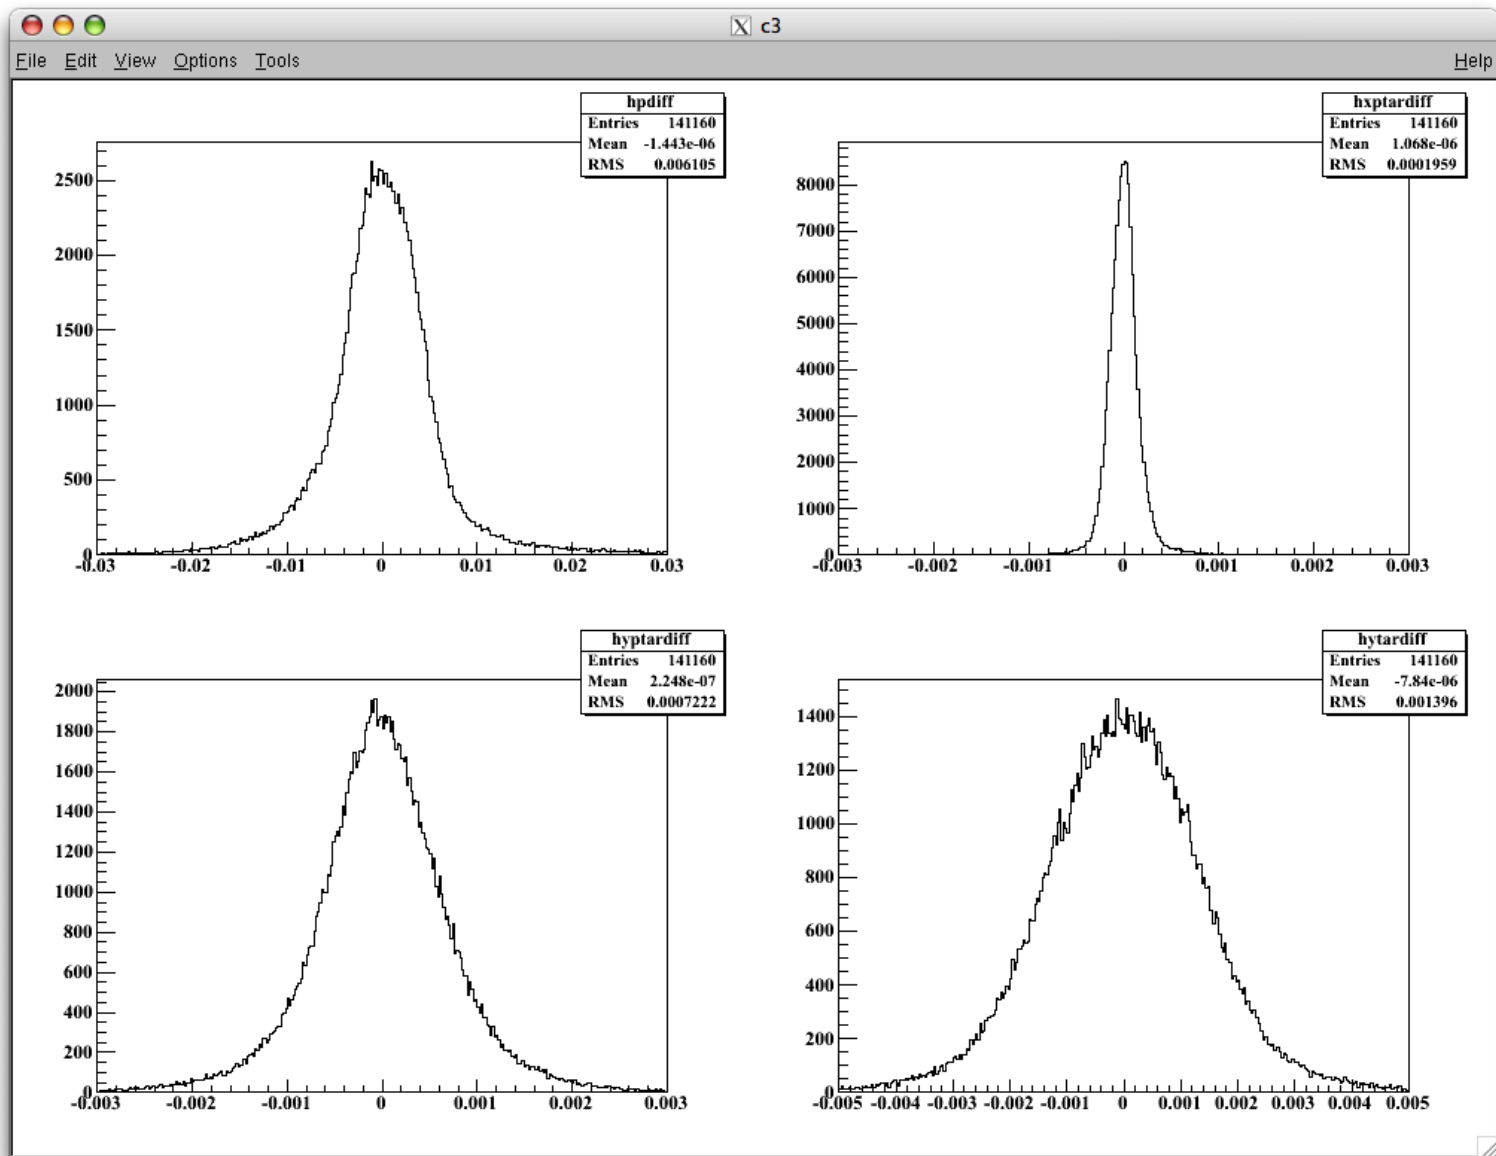 X c3
File Edit View Options Tools Help
hpdiff
Entries 141160
Mean -1.443e-06
RMS 0.006105
2500
2000
1500
1000
500
0
-0.03 -0.02 -0.01 0 0.01 0.02 0.03
hxptardiff
Entries 141160
Mean 1.068e-06
RMS 0.0001959
8000
7000
6000
5000
4000
3000
2000
1000
0
-0.003 -0.002 -0.001 0 0.001 0.002 0.003
hyptardiff
Entries 141160
Mean 2.248e-07
RMS 0.0007222
2000
1800
1600
1400
1200
1000
800
600
400
200
0
-0.003 -0.002 -0.001 0 0.001 0.002 0.003
hytardiff
Entries 141160
Mean -7.84e-06
RMS 0.001396
1400
1200
1000
800
600
400
200
0
-0.005 -0.004 -0.003 -0.002 -0.001 0 0.001 0.002 0.003 0.004 0.005